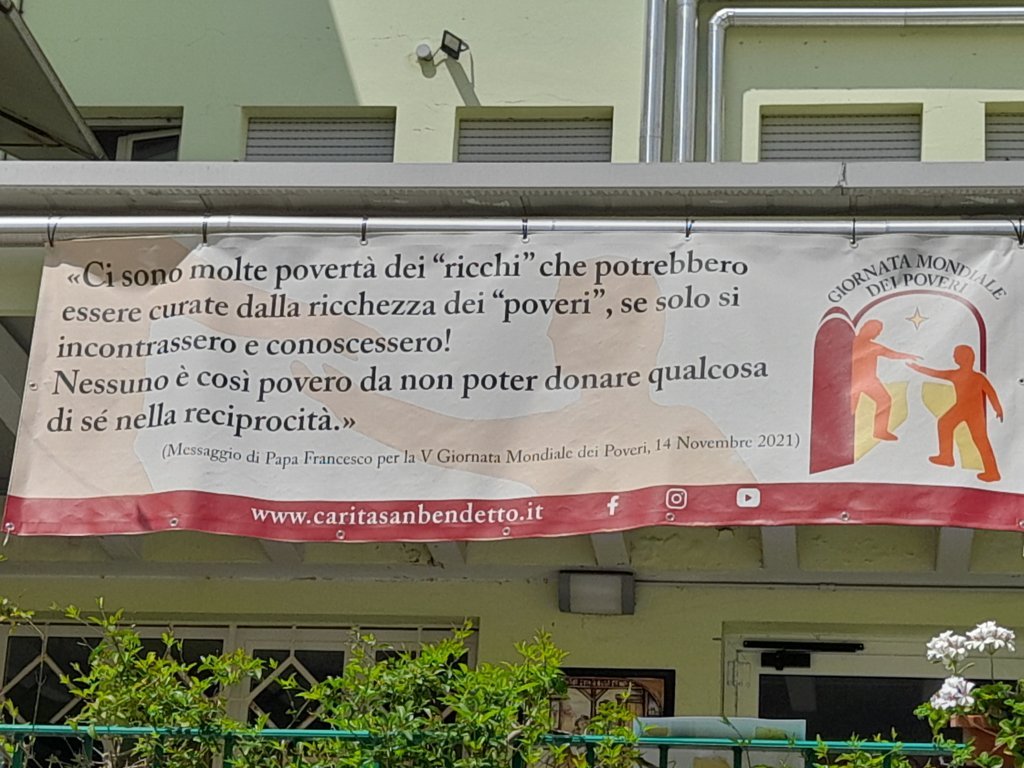 «Ci sono molte povertà dei “ricchi” che potrebbero
essere curate dalla ricchezza dei “poveri”, se solo si
incontrassero e conoscessero!
Nessuno è così povero da non poter donare qualcosa
di sé nella reciprocità.»
(Messaggio di Papa Francesco per la V Giornata Mondiale dei Poveri, 14 Novembre 2021)
GIORNATA MONDIALE
DEI POVERI
www.caritasanbendetto.it